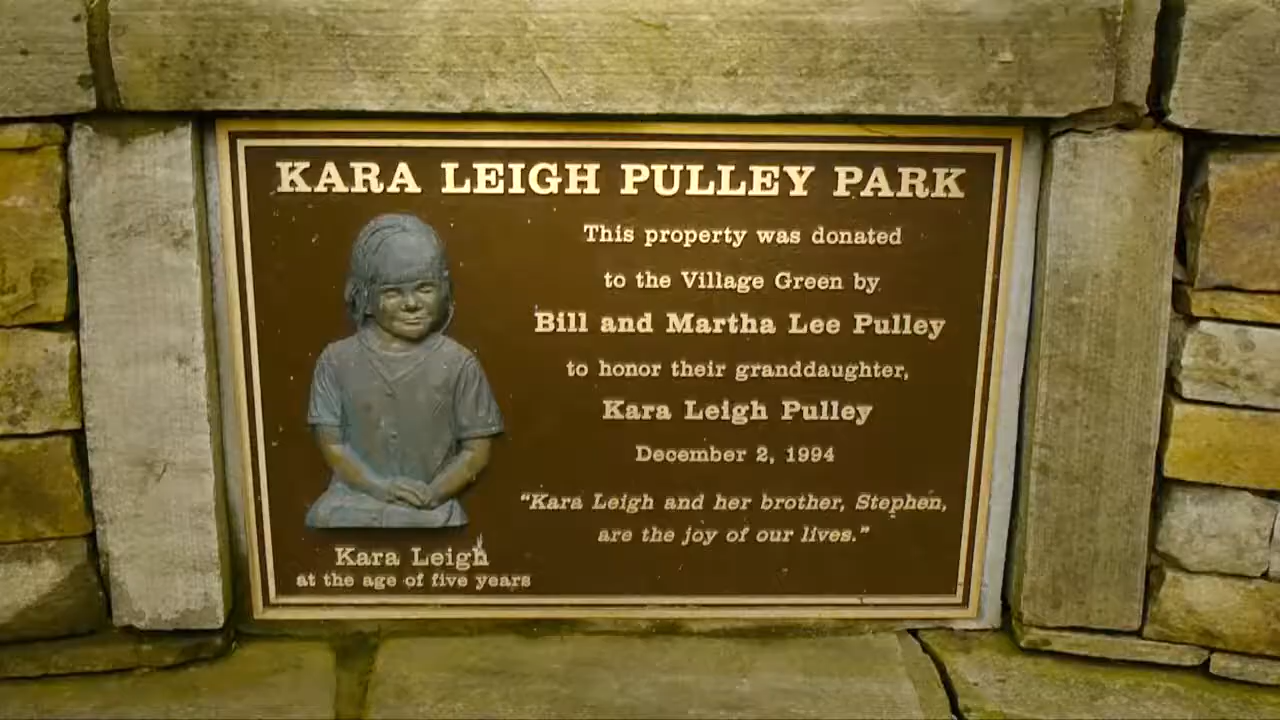 KARA LEIGH PULLEY PARK
This property was donated
to the Village Green by
Bill and Martha Lee Pulley
to honor their granddaughter,
Kara Leigh Pulley
December 2, 1994
"Kara Leigh and her brother, Stephen,
are the joy of our lives."
Kara Leigh
at the age of five years